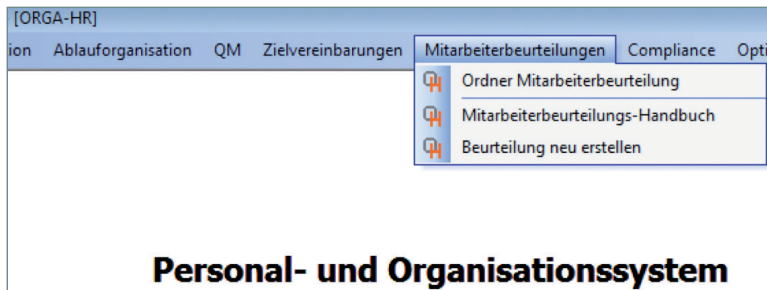 [ORGA-HR]
ion Ablauforganisation QM Zielvereinbarungen Mitarbeiterbeurteilungen Compliance Opti
Ordner Mitarbeiterbeurteilung
Mitarbeiterbeurteilungs-Handbuch
Beurteilung neu erstellen
Personal- und Organisationssystem